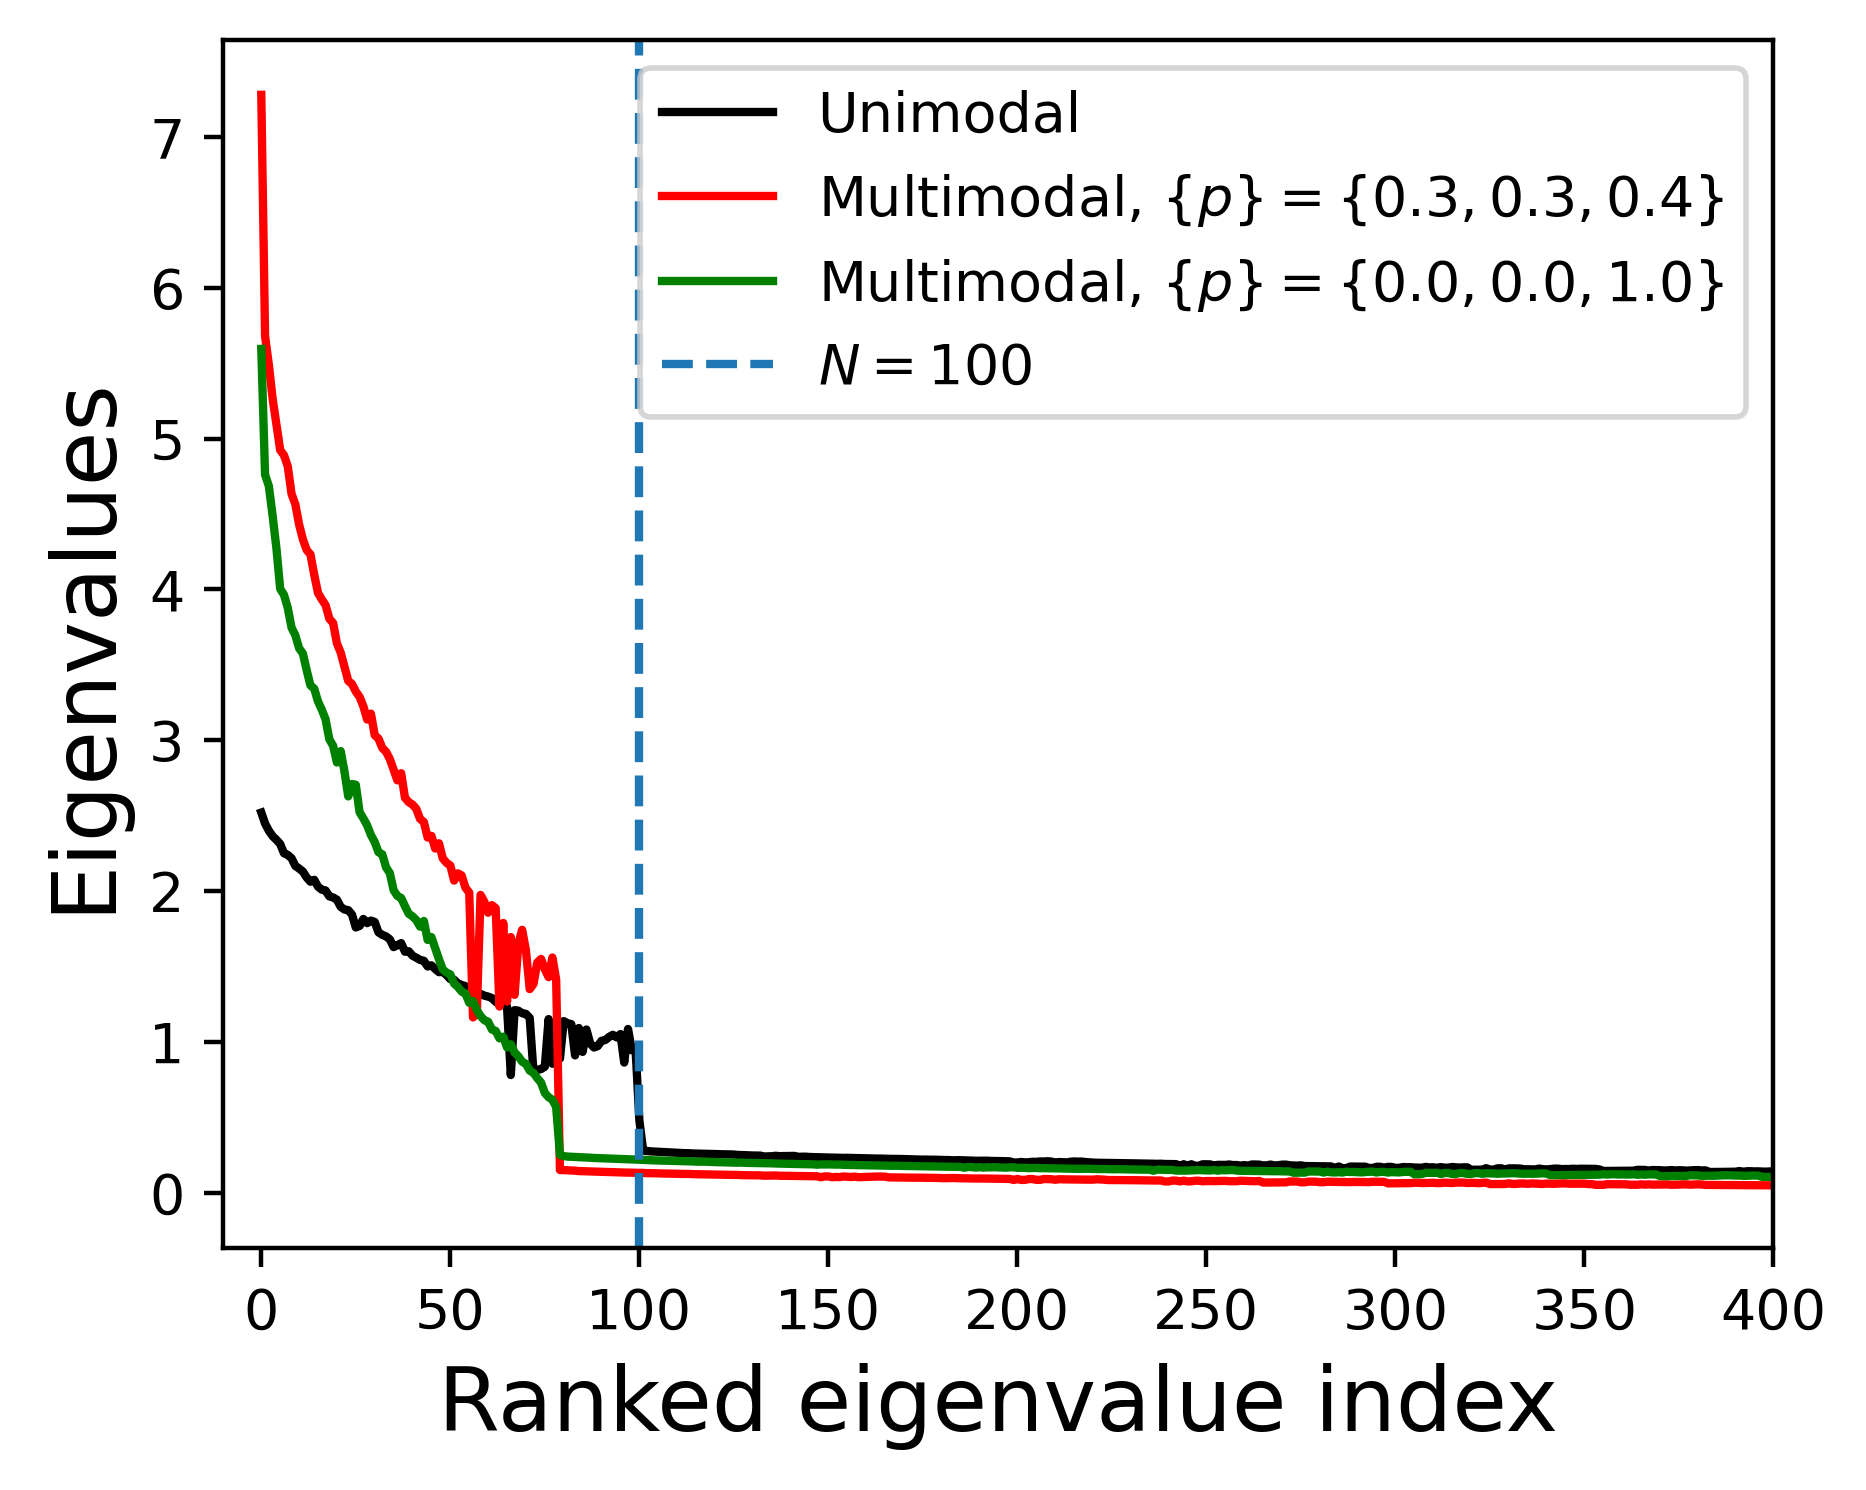 Unimodal
Multimodal, {p} = {0.3, 0.3, 0.4}
Multimodal, {p} = {0.0, 0.0, 1.0}
N = 100
Eigenvalues
7
6
5
4
3
2
1
0
0 50 100 150 200 250 300 350 400
Ranked eigenvalue index